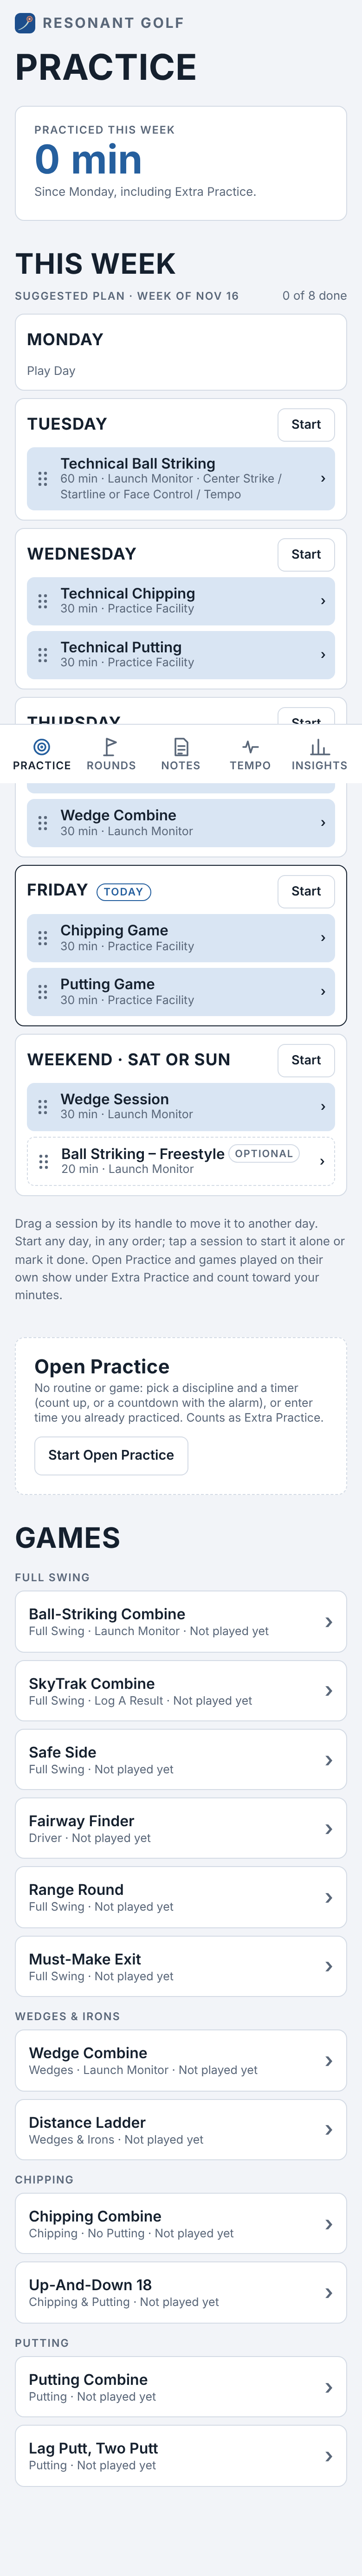 RESONANT GOLF
PRACTICE
PRACTICED THIS WEEK
0 min
Since Monday, including Extra Practice.
THIS WEEK
SUGGESTED PLAN · WEEK OF NOV 16
0 of 8 done
MONDAY
Play Day
TUESDAY
Start
Technical Ball Striking
60 min · Launch Monitor · Center Strike /
Startline or Face Control / Tempo
›
WEDNESDAY
Start
Technical Chipping
30 min · Practice Facility
›
Technical Putting
30 min · Practice Facility
›
THURSDAY
Start
PRACTICE
ROUNDS
NOTES
TEMPO
INSIGHTS
Wedge Combine
30 min · Launch Monitor
›
FRIDAY
TODAY
Start
Chipping Game
30 min · Practice Facility
›
Putting Game
30 min · Practice Facility
›
WEEKEND · SAT OR SUN
Start
Wedge Session
30 min · Launch Monitor
›
Ball Striking – Freestyle
OPTIONAL
20 min · Launch Monitor
›
Drag a session by its handle to move it to another day.
Start any day, in any order; tap a session to start it alone or
mark it done. Open Practice and games played on their
own show under Extra Practice and count toward your
minutes.
Open Practice
No routine or game: pick a discipline and a timer
(count up, or a countdown with the alarm), or enter
time you already practiced. Counts as Extra Practice.
Start Open Practice
GAMES
FULL SWING
Ball-Striking Combine
Full Swing · Launch Monitor · Not played yet
›
SkyTrak Combine
Full Swing · Log A Result · Not played yet
›
Safe Side
Full Swing · Not played yet
›
Fairway Finder
Driver · Not played yet
›
Range Round
Full Swing · Not played yet
›
Must-Make Exit
Full Swing · Not played yet
›
WEDGES & IRONS
Wedge Combine
Wedges · Launch Monitor · Not played yet
›
Distance Ladder
Wedges & Irons · Not played yet
›
CHIPPING
Chipping Combine
Chipping · No Putting · Not played yet
›
Up-And-Down 18
Chipping & Putting · Not played yet
›
PUTTING
Putting Combine
Putting · Not played yet
›
Lag Putt, Two Putt
Putting · Not played yet
›